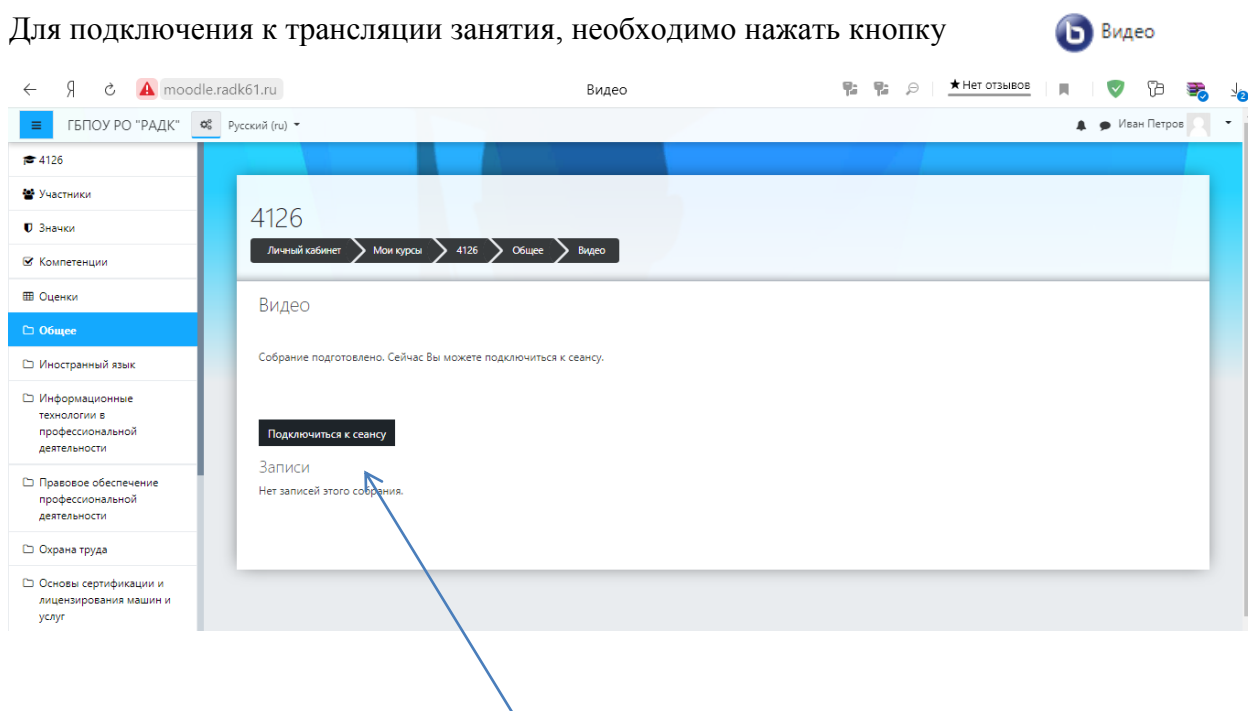 Для подключения к трансляции занятия, необходимо нажать кнопку
Видео
moodle.radk61.ru
Видео
★Нет отзывов
2
ГБПОУ РО "РАДК"
Русский (ru)
Иван Петров
4126
Участники
Значки
Компетенции
Оценки
Общее
Иностранный язык
Информационные
технологии в
профессиональной
деятельности
Правовое обеспечение
профессиональной
деятельности
Охрана труда
Основы сертификации и
лицензирования машин и
услуг
4126
Личный кабинет Мои курсы 4126 Общее Видео
Видео
Собрание подготовлено. Сейчас Вы можете подключиться к сеансу.
Подключиться к сеансу
Записи
Нет записей этого собрания.